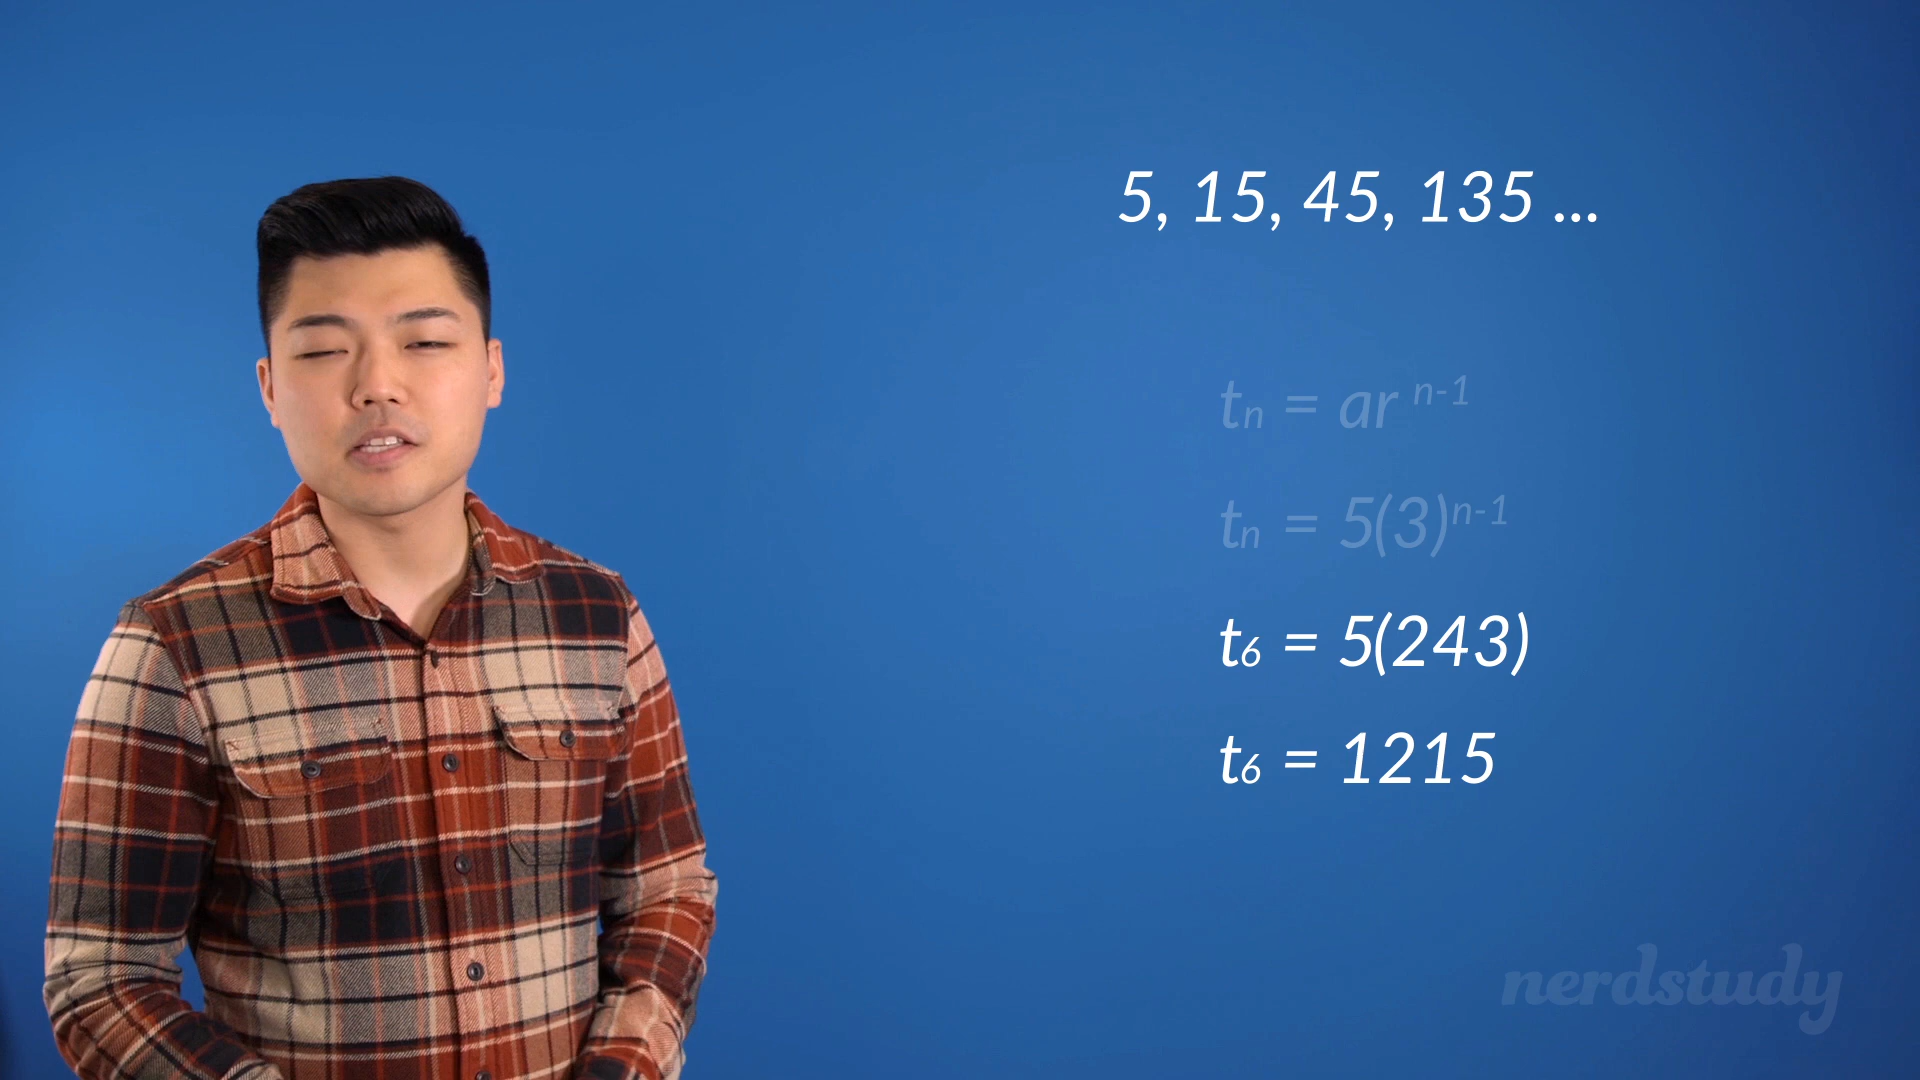 5, 15, 45, 135 ...
tₙ = ar ⁿ⁻¹
tₙ = 5(3)ⁿ⁻¹
t₆ = 5(243)
t₆ = 1215
nerdstudy